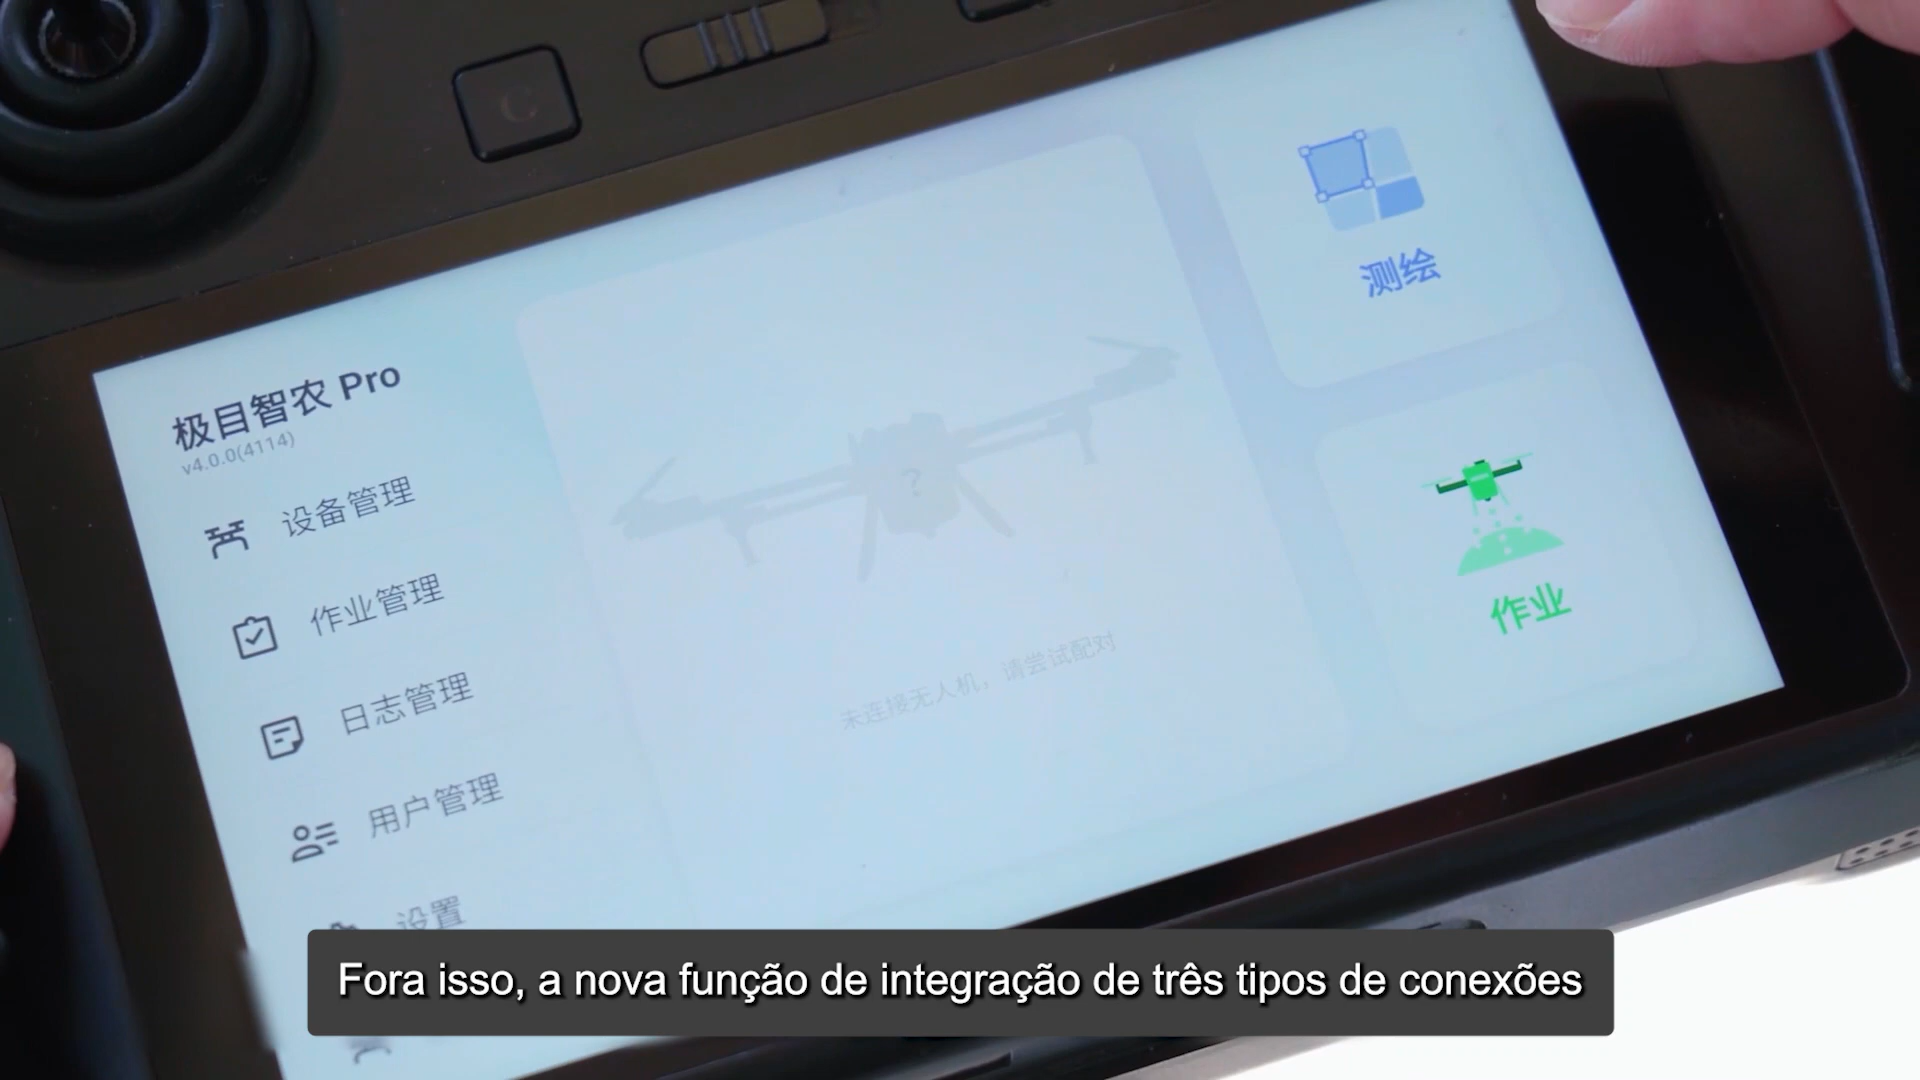 C
测绘
极目智农 Pro
v4.0.0(4114)
设备管理
作业管理
日志管理
用户管理
设置
?
未连接无人机，请尝试配对
作业
Fora isso, a nova função de integração de três tipos de conexões